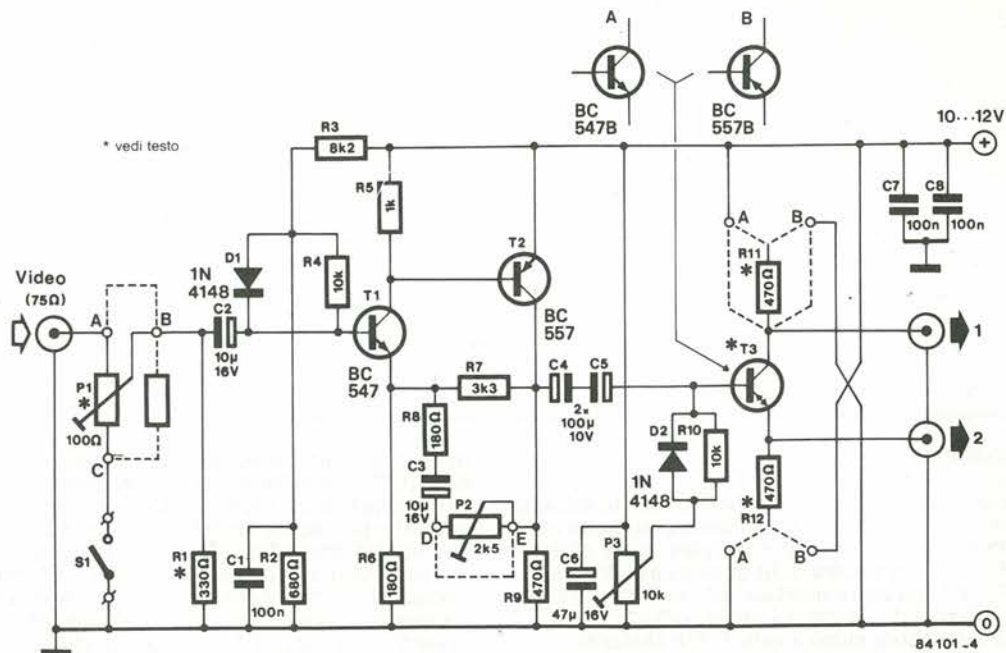 A
B
BC
547B
BC
557B
10...12V
+
* vedi testo
R3
8k2
R5
1k
C7
100n
C8
100n
A
B
R11
*
470Ω
Video
(75Ω)
1N
4148
D1
R4
10k
T1
T2
BC
557
A
B
C2
10µ
16V
BC
547
P1
*
100Ω
R7
3k3
C4
C5
2x
100µ
10V
* T3
1
2
R8
180Ω
C3
10µ
16V
D2
R10
10k
1N
4148
*
470Ω
R12
C
P2
D
E
2k5
A
B
S1
R1
*
330Ω
C1
100n
R2
680Ω
R6
180Ω
R9
470Ω
C6
47µ
16V
P3
10k
0
84101-4